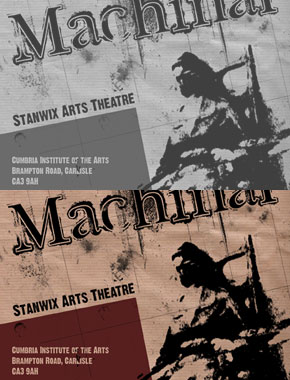 Machinal
Stanwix Arts Theatre
Cumbria Institute of the Arts
Brampton Road, Carlisle
CA3 9AH
Machinal
Stanwix Arts Theatre
Cumbria Institute of the Arts
Brampton Road, Carlisle
CA3 9AH